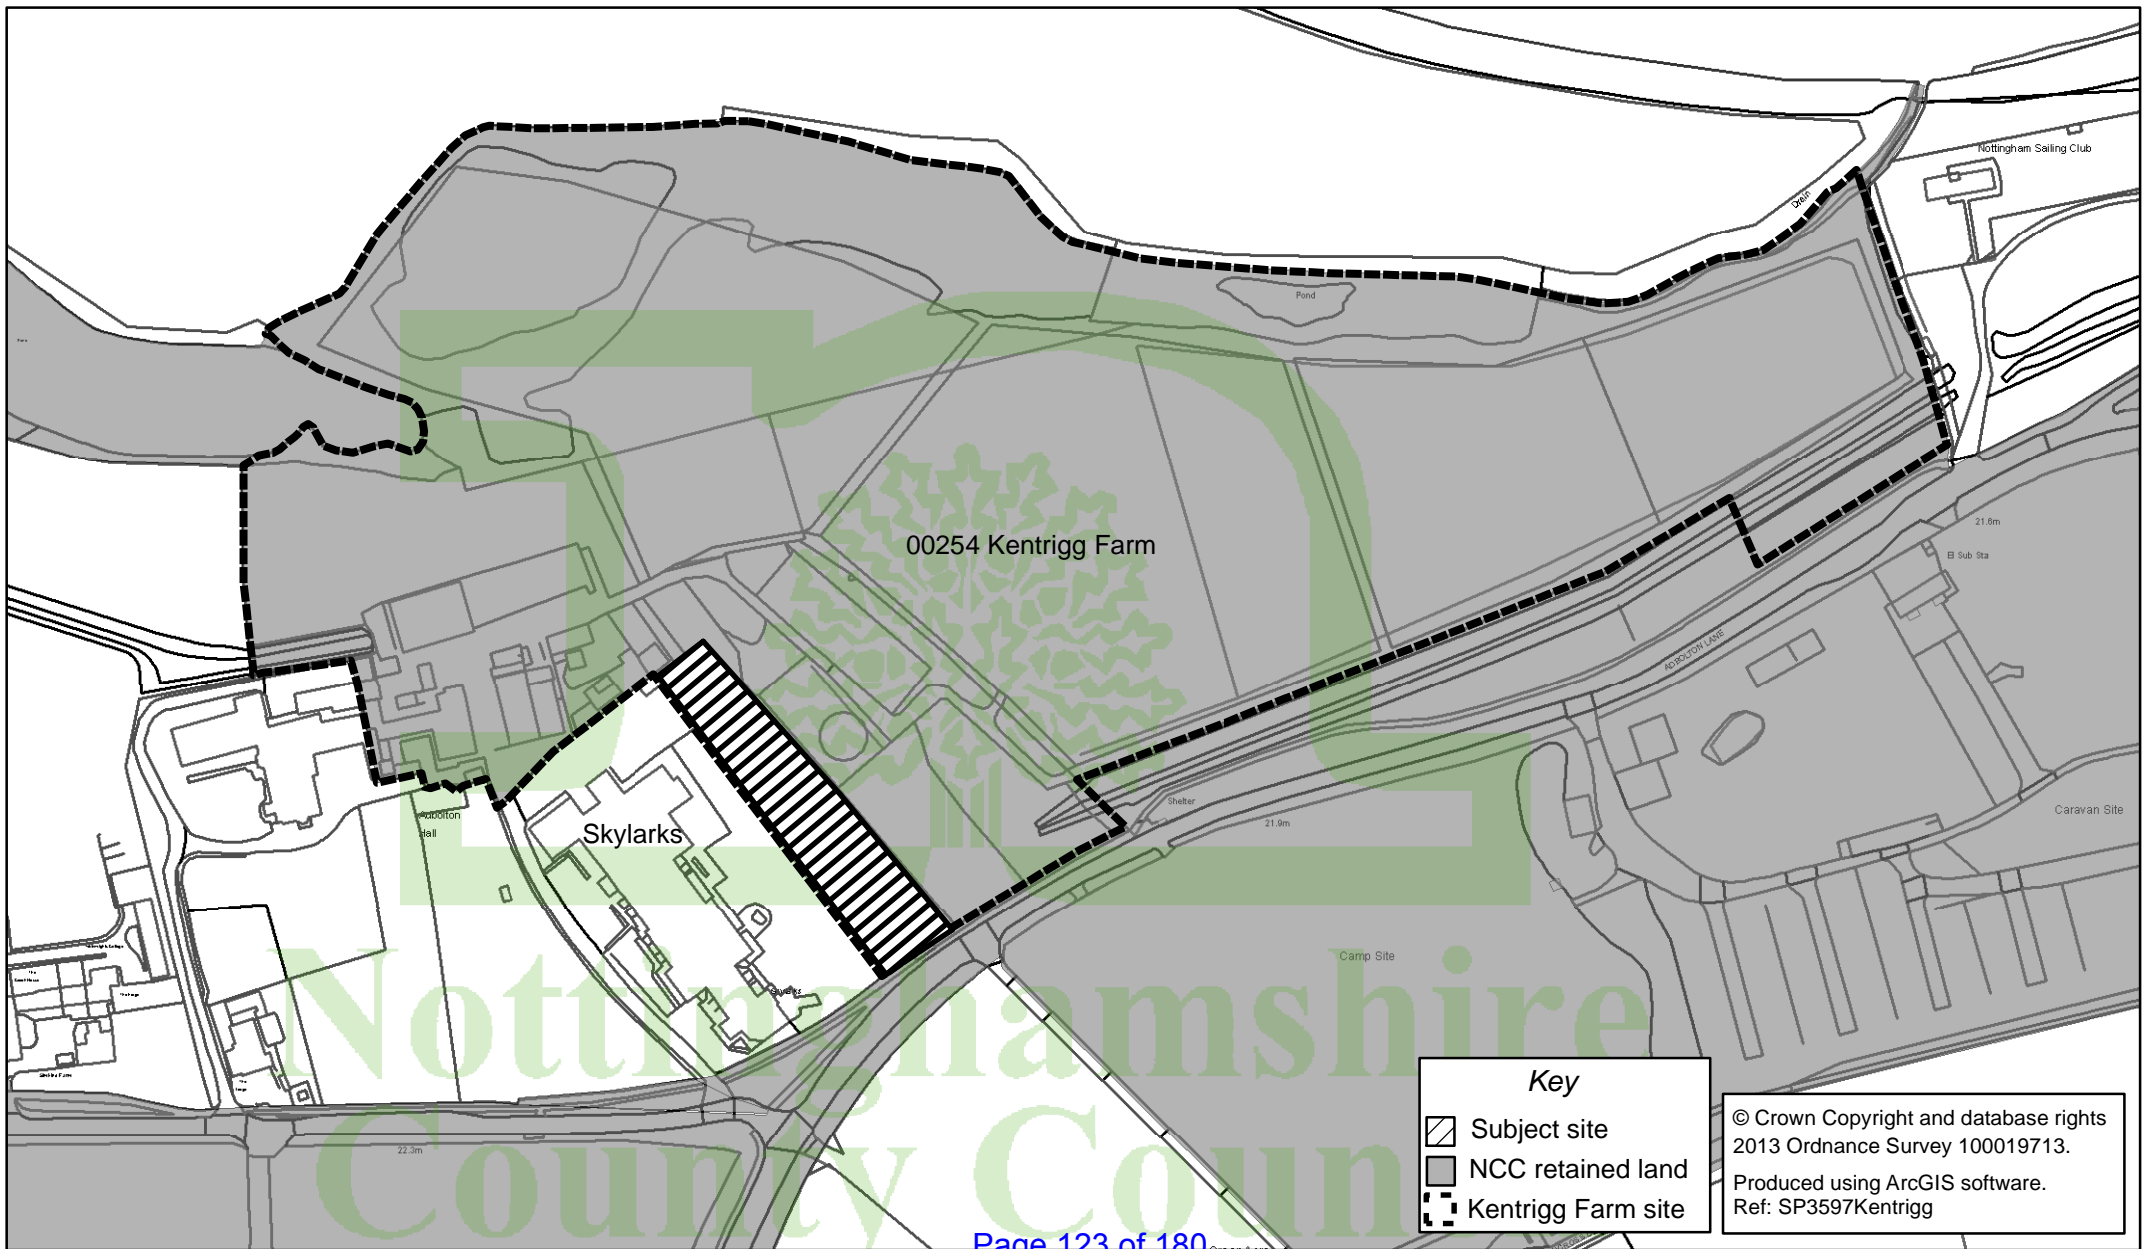 Nottingham Sailing Club
Drain
Pond
00254 Kentrigg Farm
21.6m
El Sub Sta
ADBOLTON LANE
Shelter
21.9m
Caravan Site
Adbolton
Hall
Skylarks
Camp Site
Skylarks
22.3m
Nottinghamshire
County Coun
Key
Subject site
NCC retained land
Kentrigg Farm site
© Crown Copyright and database rights
2013 Ordnance Survey 100019713.
Produced using ArcGIS software.
Ref: SP3597Kentrigg
Page 123 of 180